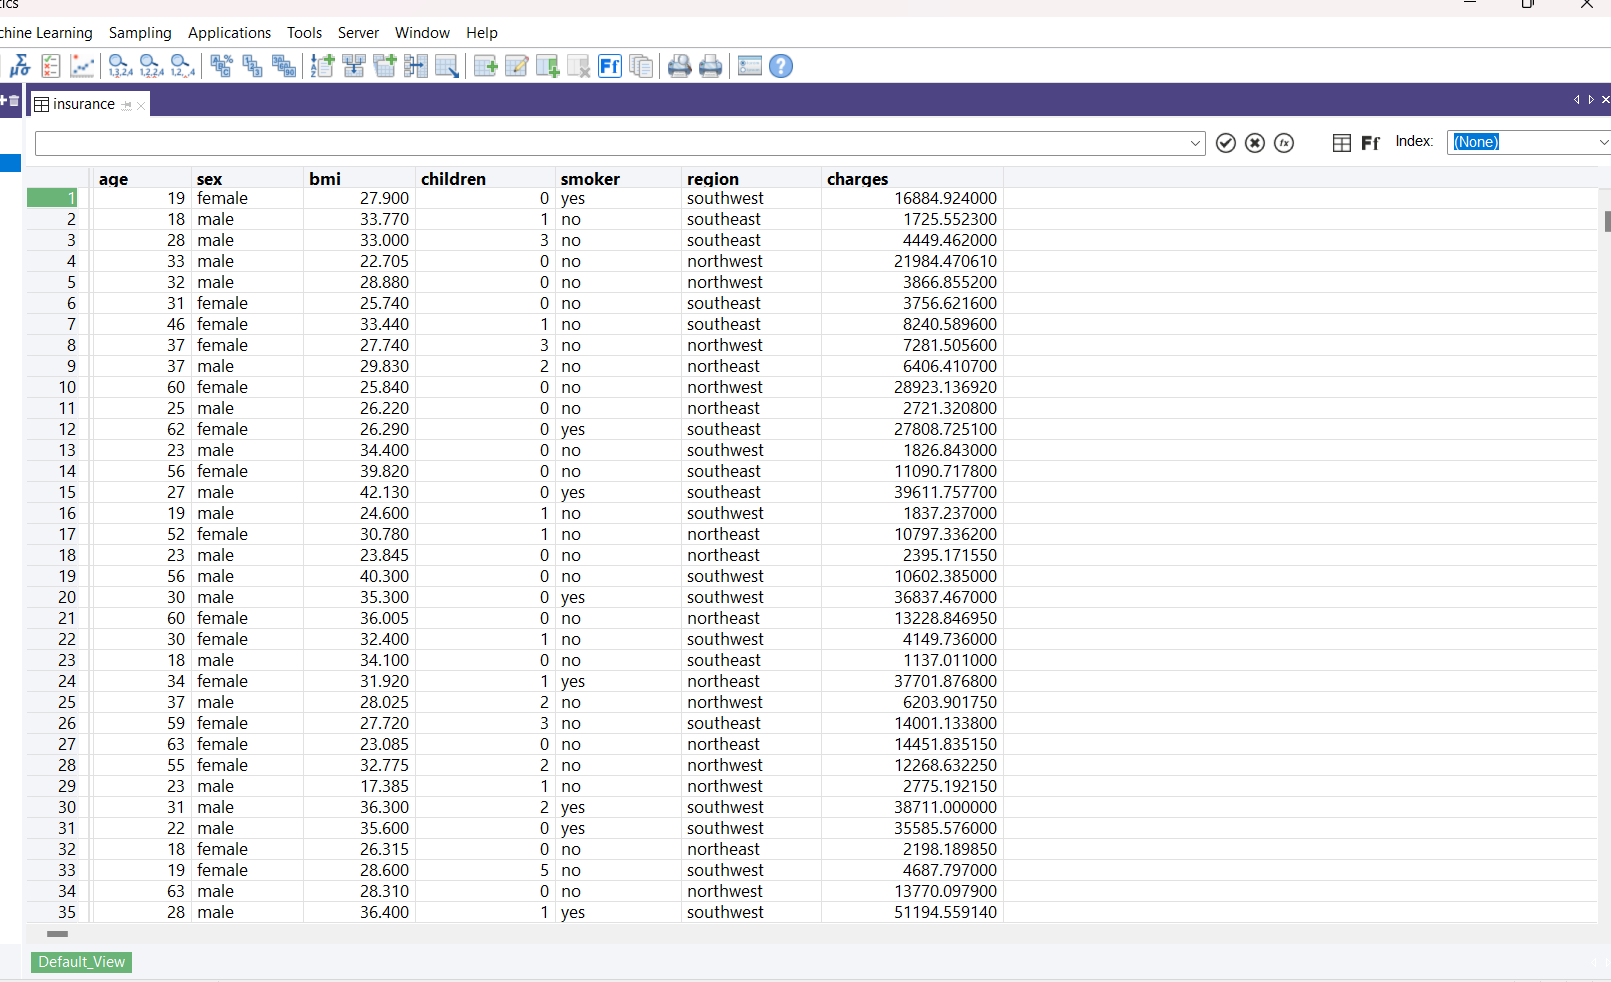 tics
chine Learning Sampling Applications Tools Server Window Help
insurance
Index: (None)
age sex bmi children smoker region charges
1 19 female 27.900 0 yes southwest 16884.924000
2 18 male 33.770 1 no southeast 1725.552300
3 28 male 33.000 3 no southeast 4449.462000
4 33 male 22.705 0 no northwest 21984.470610
5 32 male 28.880 0 no northwest 3866.855200
6 31 female 25.740 0 no southeast 3756.621600
7 46 female 33.440 1 no southeast 8240.589600
8 37 female 27.740 3 no northwest 7281.505600
9 37 male 29.830 2 no northeast 6406.410700
10 60 female 25.840 0 no northwest 28923.136920
11 25 male 26.220 0 no northeast 2721.320800
12 62 female 26.290 0 yes southeast 27808.725100
13 23 male 34.400 0 no southwest 1826.843000
14 56 female 39.820 0 no southeast 11090.717800
15 27 male 42.130 0 yes southeast 39611.757700
16 19 male 24.600 1 no southwest 1837.237000
17 52 female 30.780 1 no northeast 10797.336200
18 23 male 23.845 0 no northeast 2395.171550
19 56 male 40.300 0 no southwest 10602.385000
20 30 male 35.300 0 yes southwest 36837.467000
21 60 female 36.005 0 no northeast 13228.846950
22 30 female 32.400 1 no southwest 4149.736000
23 18 male 34.100 0 no southeast 1137.011000
24 34 female 31.920 1 yes northeast 37701.876800
25 37 male 28.025 2 no northwest 6203.901750
26 59 female 27.720 3 no southeast 14001.133800
27 63 female 23.085 0 no northeast 14451.835150
28 55 female 32.775 2 no northwest 12268.632250
29 23 male 17.385 1 no northwest 2775.192150
30 31 male 36.300 2 yes southwest 38711.000000
31 22 male 35.600 0 yes southwest 35585.576000
32 18 female 26.315 0 no northeast 2198.189850
33 19 female 28.600 5 no southwest 4687.797000
34 63 male 28.310 0 no northwest 13770.097900
35 28 male 36.400 1 yes southwest 51194.559140
Default_View